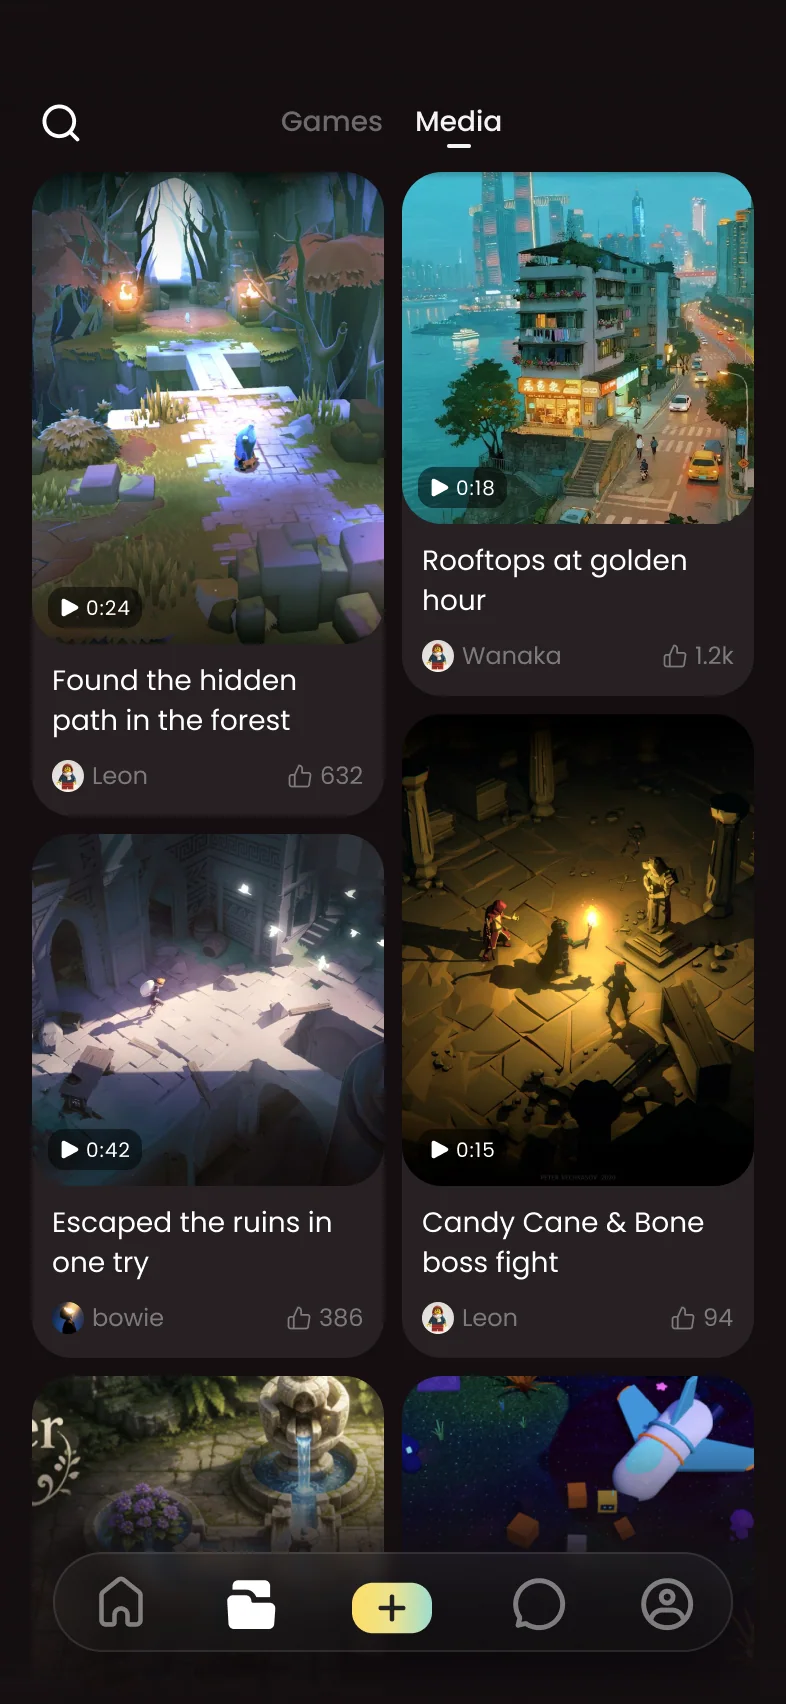 Games Media
0:24
Found the hidden
path in the forest
Leon 632
0:18
Rooftops at golden
hour
Wanaka 1.2k
0:42
Escaped the ruins in
one try
bowie 386
0:15
Candy Cane & Bone
boss fight
Leon 94
er